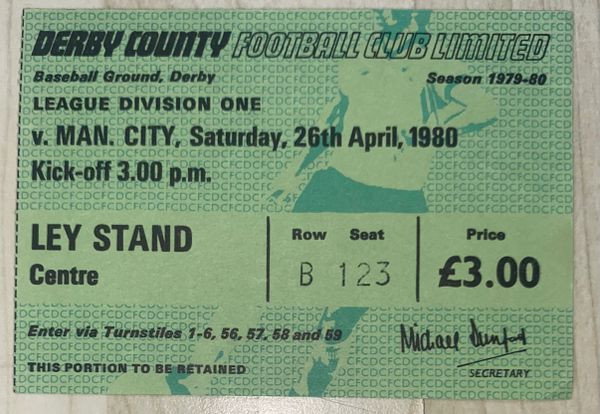 DERBY COUNTY FOOTBALL CLUB LIMITED
Baseball Ground, Derby Season 1979-80
LEAGUE DIVISION ONE
v. MAN. CITY, Saturday, 26th April, 1980
Kick-off 3.00 p.m.
LEY STAND
Centre
Row Seat
B 123
Price
£3.00
Enter via Turnstiles 1-6, 56, 57, 58 and 59
Michael Dunford
SECRETARY
THIS PORTION TO BE RETAINED